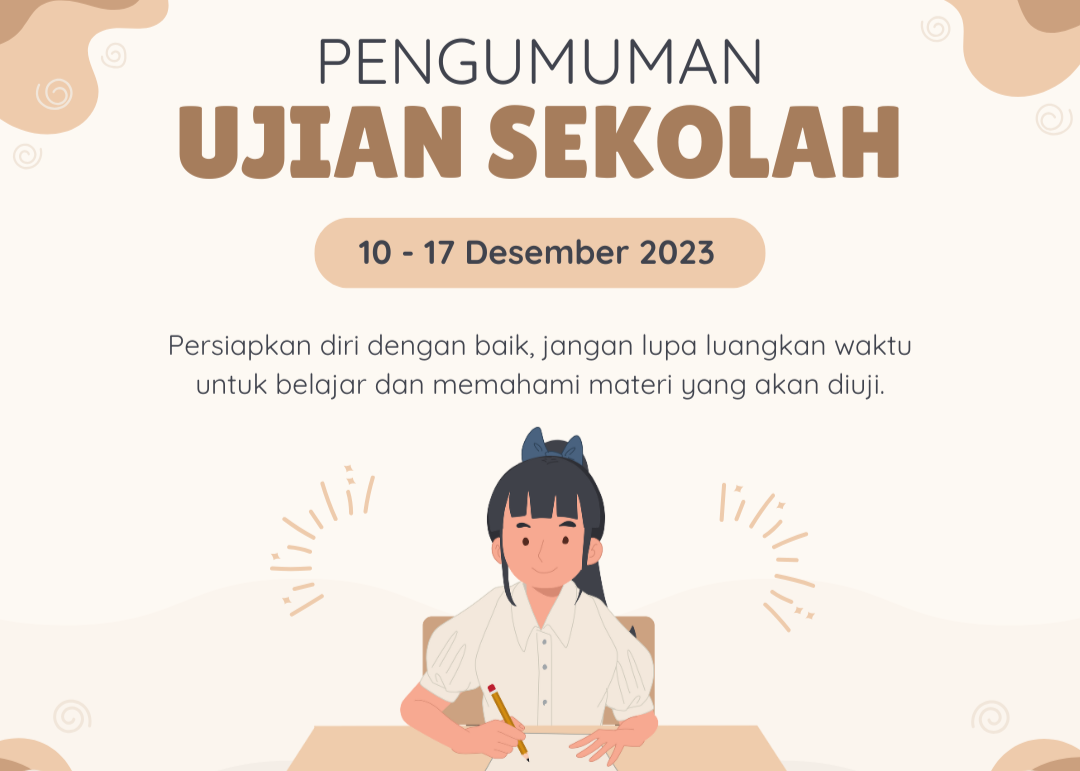 PENGUMUMAN
UJIAN SEKOLAH
10 - 17 Desember 2023
Persiapkan diri dengan baik, jangan lupa luangkan waktu
untuk belajar dan memahami materi yang akan diuji.